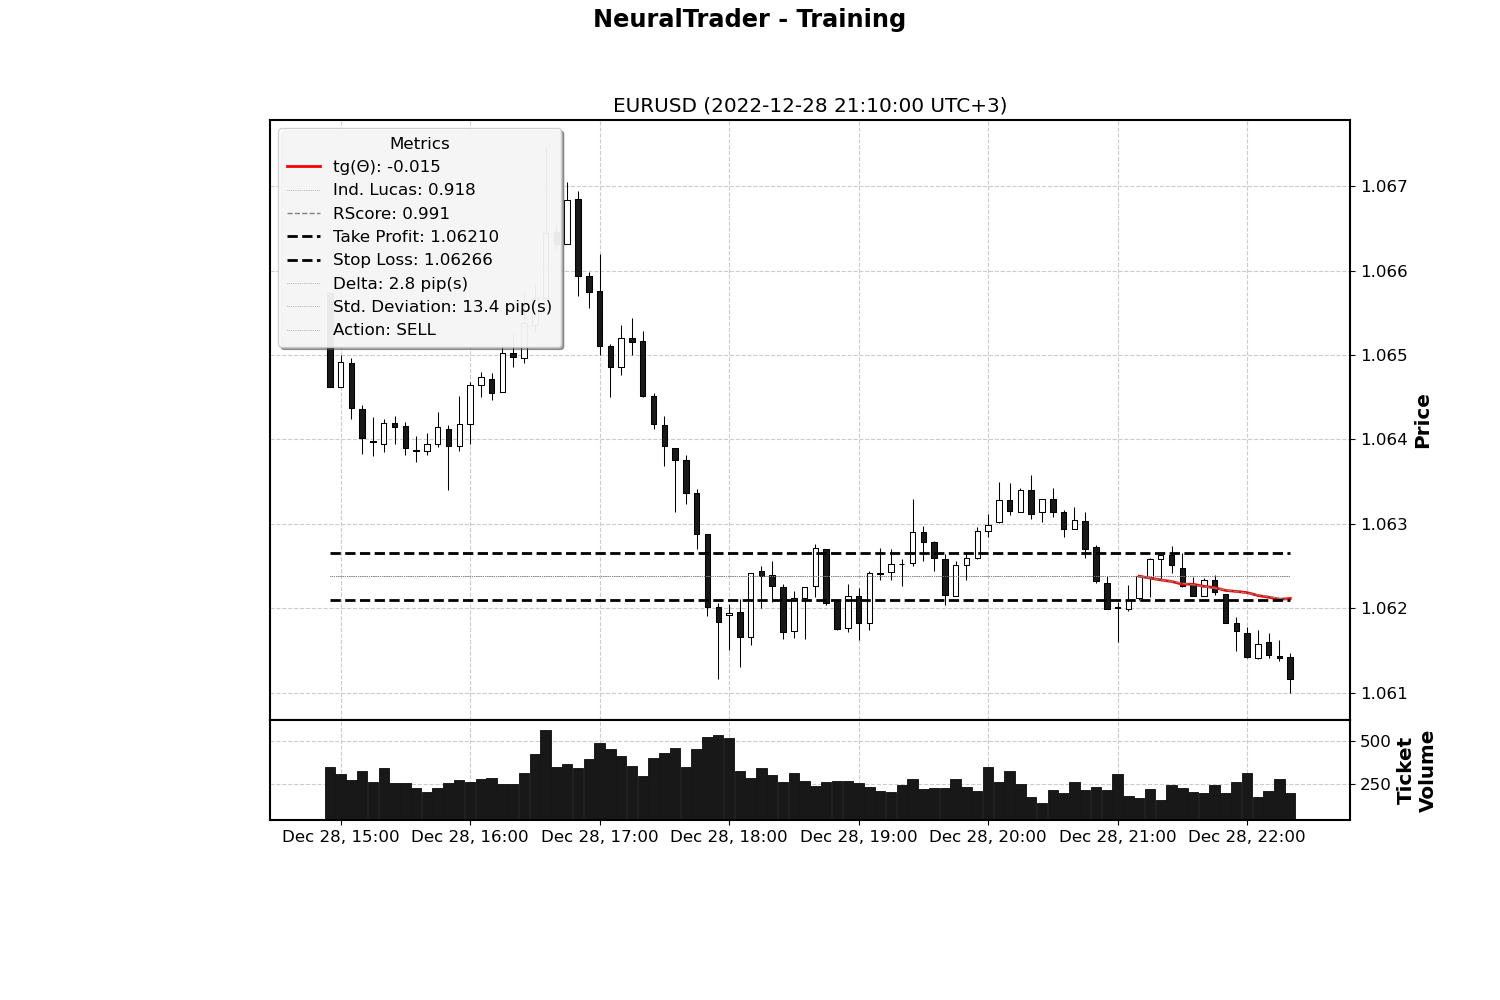 NeuralTrader - Training
EURUSD (2022-12-28 21:10:00 UTC+3)
Metrics
tg(Θ): -0.015
Ind. Lucas: 0.918
RScore: 0.991
Take Profit: 1.06210
Stop Loss: 1.06266
Delta: 2.8 pip(s)
Std. Deviation: 13.4 pip(s)
Action: SELL
1.067
1.066
1.065
1.064
1.063
1.062
1.061
Price
500
250
Ticket
Volume
Dec 28, 15:00
Dec 28, 16:00
Dec 28, 17:00
Dec 28, 18:00
Dec 28, 19:00
Dec 28, 20:00
Dec 28, 21:00
Dec 28, 22:00